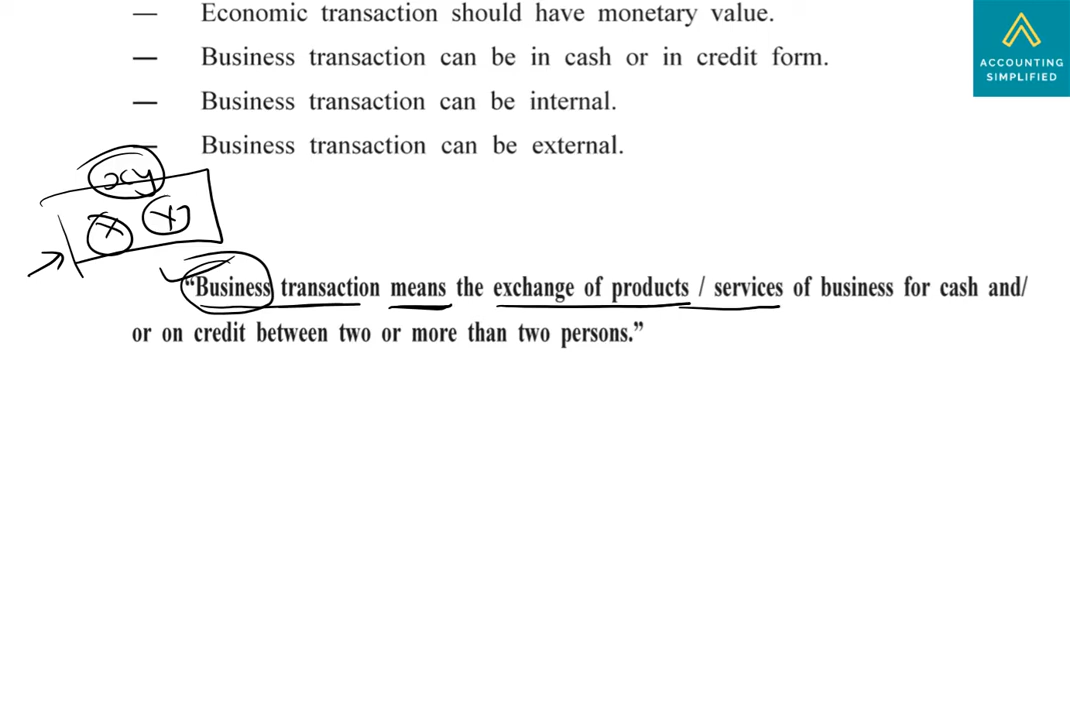 — Economic transaction should have monetary value.
— Business transaction can be in cash or in credit form.
— Business transaction can be internal.
— Business transaction can be external.
“Business transaction means the exchange of products / services of business for cash and/
or on credit between two or more than two persons.”
ACCOUNTING
SIMPLIFIED